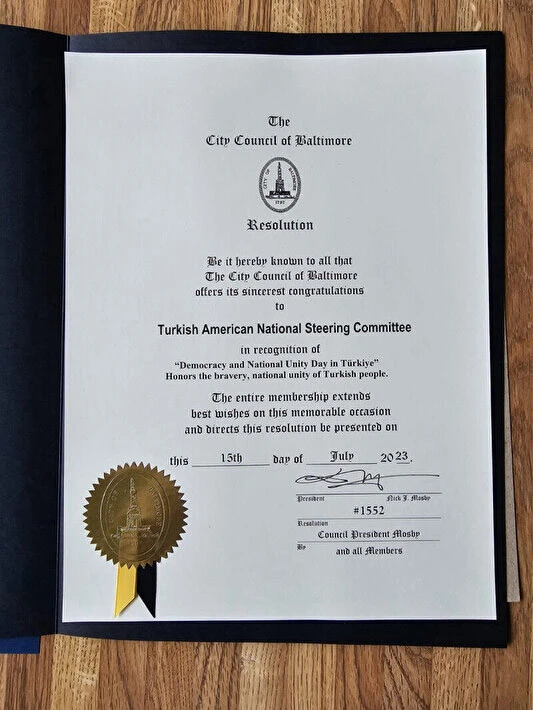 The
City Council of Baltimore
CITY OF BALTIMORE
1797
Resolution
Be it hereby known to all that
The City Council of Baltimore
offers its sincerest congratulations
to
Turkish American National Steering Committee
in recognition of
“Democracy and National Unity Day in Türkiye”
Honors the bravery, national unity of Turkish people.
The entire membership extends
best wishes on this memorable occasion
and directs this resolution be presented on
this 15th day of July 2023.
President Nick J. Mosby
#1552
Resolution
Council President Mosby
By and all Members